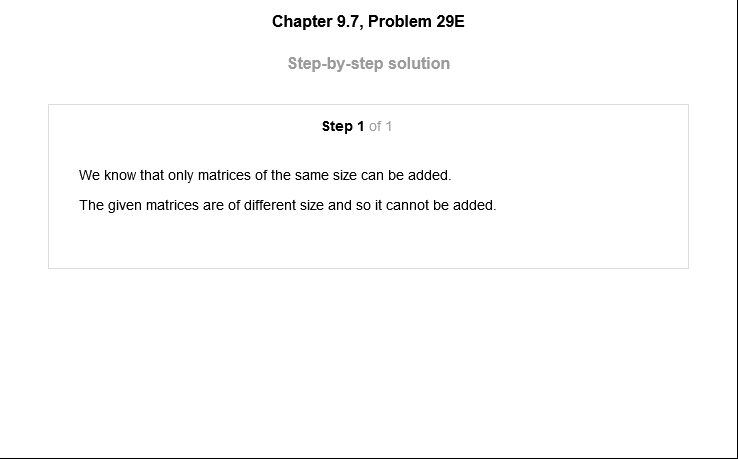 Chapter 9.7, Problem 29E
Step-by-step solution
Step 1 of 1
We know that only matrices of the same size can be added.
The given matrices are of different size and so it cannot be added.